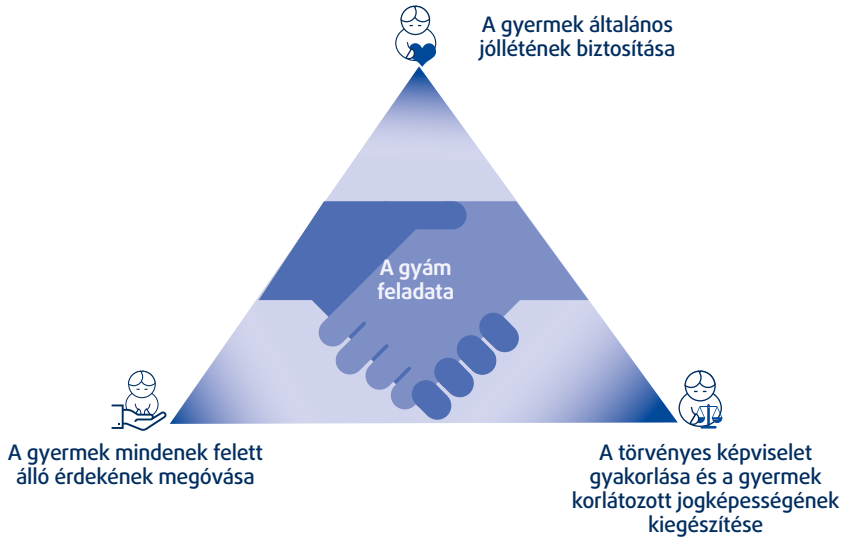 A gyermek általános
jóllétének biztosítása
A gyám
feladata
A gyermek mindenek felett
álló érdekének megóvása
A törvényes képviselet
gyakorlása és a gyermek
korlátozott jogképességének
kiegészítése